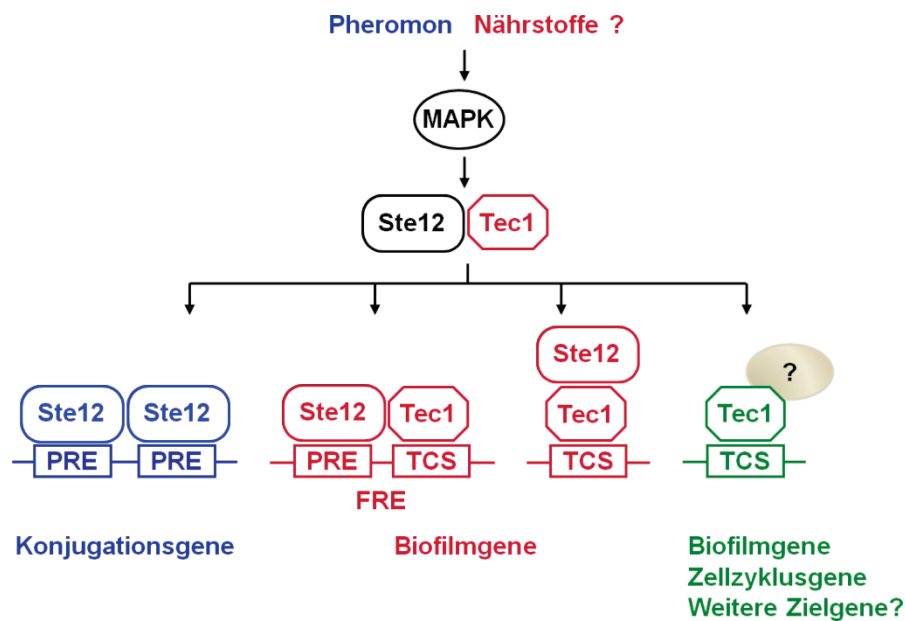 Pheromon Nährstoffe ?
MAPK
Ste12 Tec1
Ste12
?
Ste12 Ste12 Ste12 Tec1 Tec1 Tec1
PRE PRE PRE TCS TCS TCS
FRE
Konjugationsgene Biofilmgene Biofilmgene
Zellzyklusgene
Weitere Zielgene?